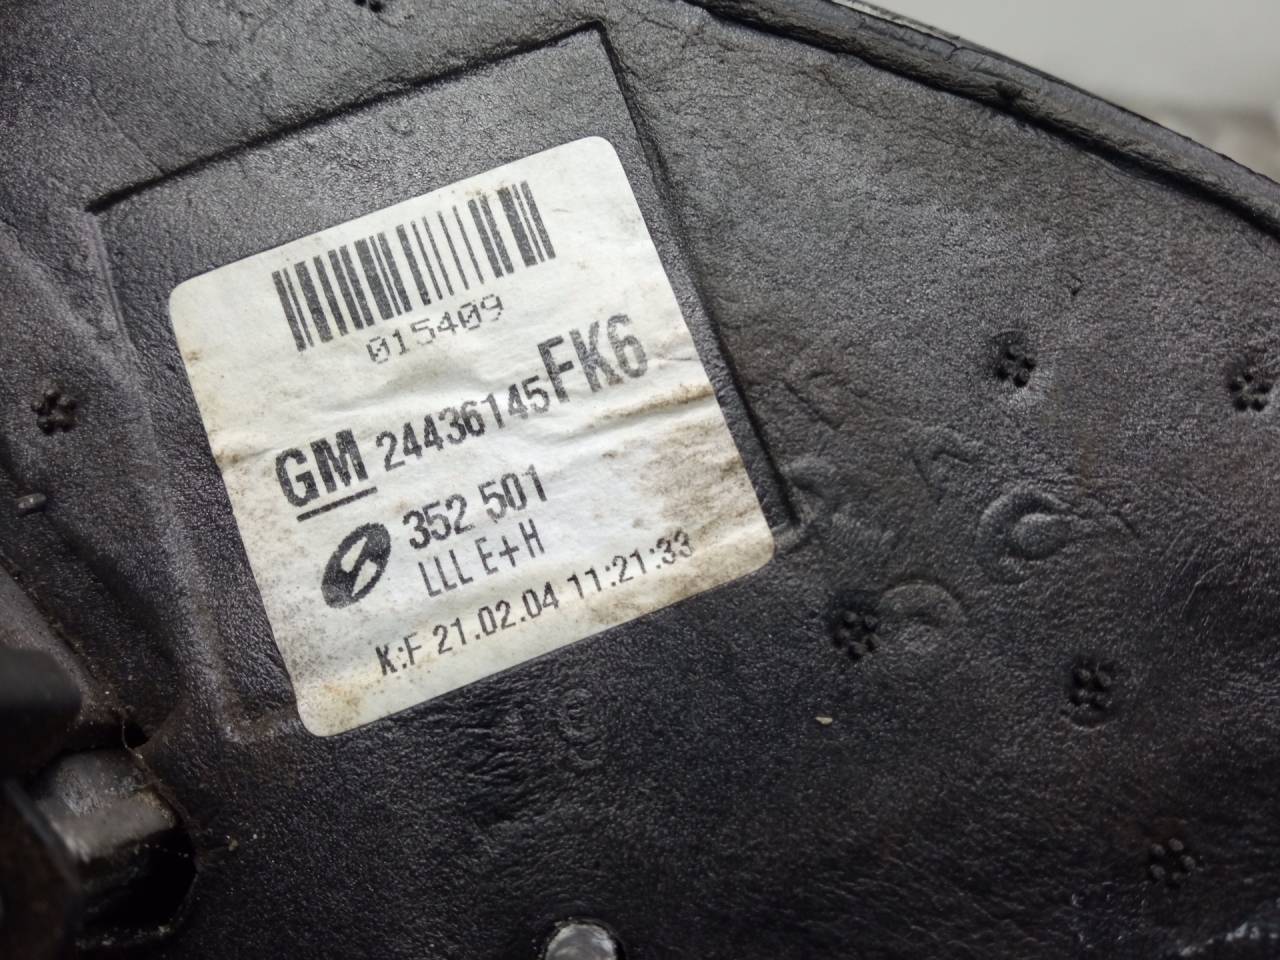 015409
GM 24436145FK6
352 501
LLL E+H
K:F 21.02.04 11:21:33